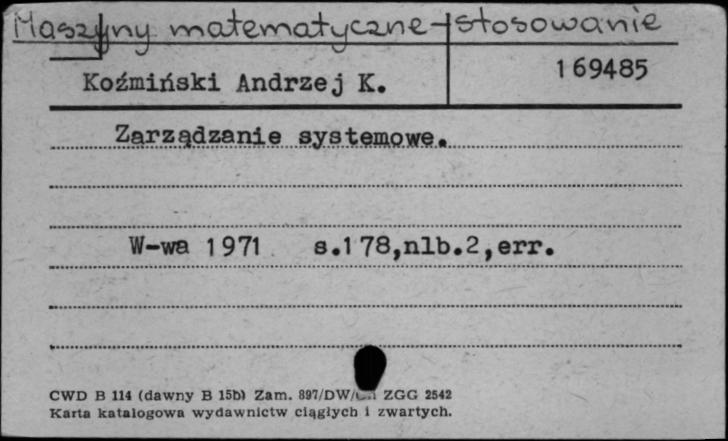 Maszyny matematyczne-stosowanie
Koźmiński Andrzej K.
169485
Zarządzanie systemowe.
W-wa 1971 s.178,nlb.2,err.
CWD B 114 (dawny B 15b) Zam. 897/DW/ ZGG 2542
Karta katalogowa wydawnictw ciągłych i zwartych.